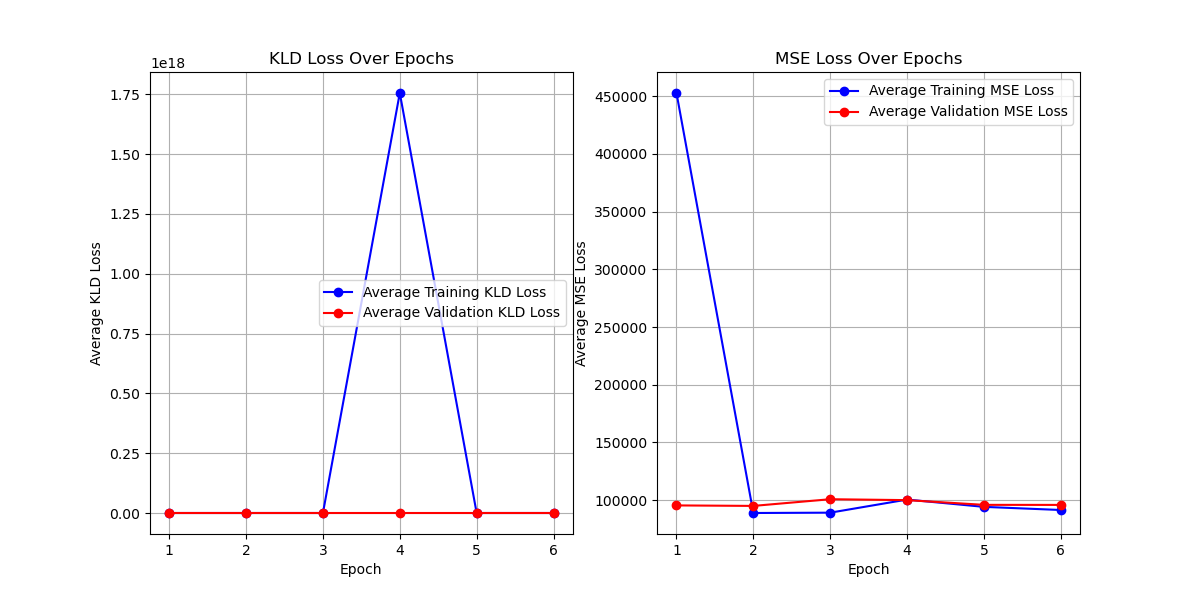 KLD Loss Over Epochs
1e18
1.75
1.50
1.25
1.00
0.75
0.50
0.25
0.00
Average KLD Loss
Average Training KLD Loss
Average Validation KLD Loss
1 2 3 4 5 6
Epoch
MSE Loss Over Epochs
450000
400000
350000
300000
250000
200000
150000
100000
Average MSE Loss
Average Training MSE Loss
Average Validation MSE Loss
1 2 3 4 5 6
Epoch